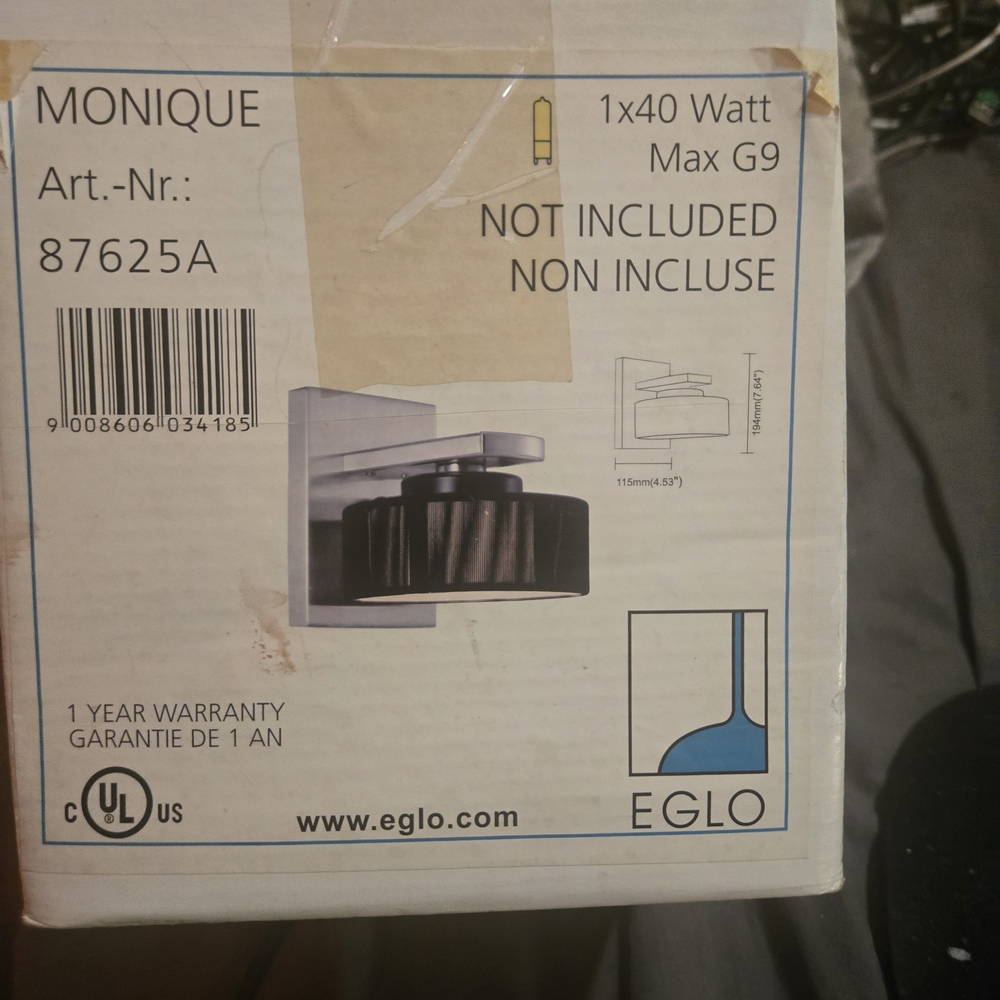 MONIQUE
Art.-Nr.:
87625A
9 008606 034185
1x40 Watt
Max G9
NOT INCLUDED
NON INCLUSE
194mm(7.64")
115mm(4.53")
1 YEAR WARRANTY
GARANTIE DE 1 AN
C UL ® US
www.eglo.com
EGLO